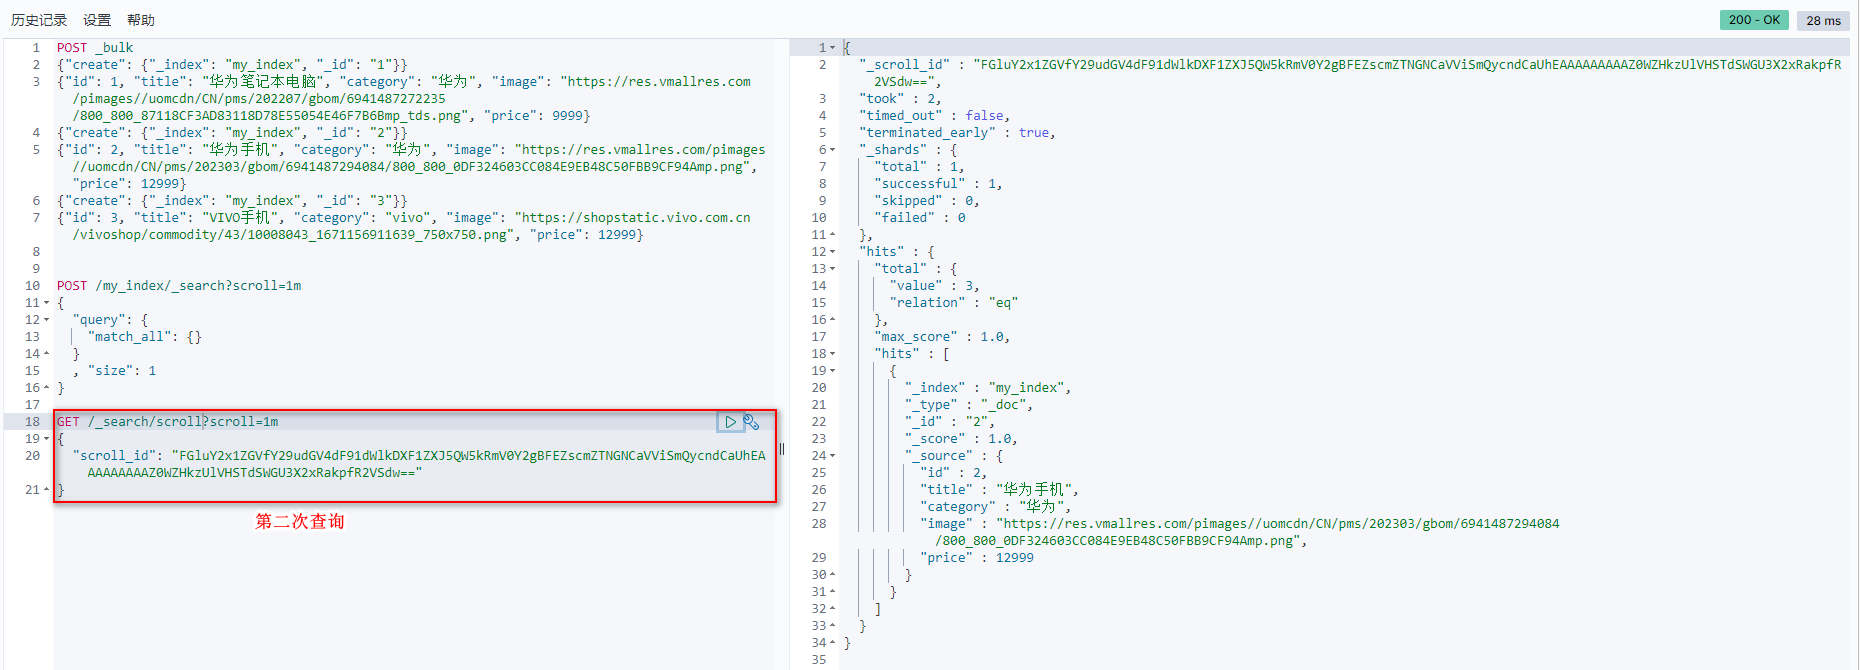 历史记录 设置 帮助
200 - OK 28 ms
1 POST _bulk
2 {"create": {"_index": "my_index", "_id": "1"}}
3 {"id": 1, "title": "华为笔记本电脑", "category": "华为", "image": "https://res.vmallres.com
/pimages//uomcdn/CN/pms/202207/gbom/6941487272235
/800_800_87118CF3AD83118D78E55054E46F7B6Bmp_tds.png", "price": 9999}
4 {"create": {"_index": "my_index", "_id": "2"}}
5 {"id": 2, "title": "华为手机", "category": "华为", "image": "https://res.vmallres.com/pimages
//uomcdn/CN/pms/202303/gbom/6941487294084/800_800_0DF324603CC084E9EB48C50FBB9CF94Amp.png",
"price": 12999}
6 {"create": {"_index": "my_index", "_id": "3"}}
7 {"id": 3, "title": "VIVO手机", "category": "vivo", "image": "https://shopstatic.vivo.com.cn
/vivoshop/commodity/43/10008043_1671156911639_750x750.png", "price": 12999}
8
9
10 POST /my_index/_search?scroll=1m
11 {
12 "query": {
13 "match_all": {}
14 }
15 , "size": 1
16 }
17
18 GET /_search/scroll?scroll=1m
19 {
20 "scroll_id": "FGluY2x1ZGVfY29udGV4dF91dWlkDXF1ZXJ5QW5kRmV0Y2gBFEZscmZTNGNCaVViSmQycndCaUhEA
AAAAAAAAZ0WZHkzUlVHSTdSWGU3X2xRakpfR2VSdw=="
21 }
第二次查询
1 {
2 "_scroll_id" : "FGluY2x1ZGVfY29udGV4dF91dWlkDXF1ZXJ5QW5kRmV0Y2gBFEZscmZTNGNCaVViSmQycndCaUhEAAAAAAAAAZ0WZHkzUlVHSTdSWGU3X2xRakpfR
2VSdw==",
3 "took" : 2,
4 "timed_out" : false,
5 "terminated_early" : true,
6 "_shards" : {
7 "total" : 1,
8 "successful" : 1,
9 "skipped" : 0,
10 "failed" : 0
11 },
12 "hits" : {
13 "total" : {
14 "value" : 3,
15 "relation" : "eq"
16 },
17 "max_score" : 1.0,
18 "hits" : [
19 {
20 "_index" : "my_index",
21 "_type" : "_doc",
22 "_id" : "2",
23 "_score" : 1.0,
24 "_source" : {
25 "id" : 2,
26 "title" : "华为手机",
27 "category" : "华为",
28 "image" : "https://res.vmallres.com/pimages//uomcdn/CN/pms/202303/gbom/6941487294084
/800_800_0DF324603CC084E9EB48C50FBB9CF94Amp.png",
29 "price" : 12999
30 }
31 }
32 ]
33 }
34 }
35